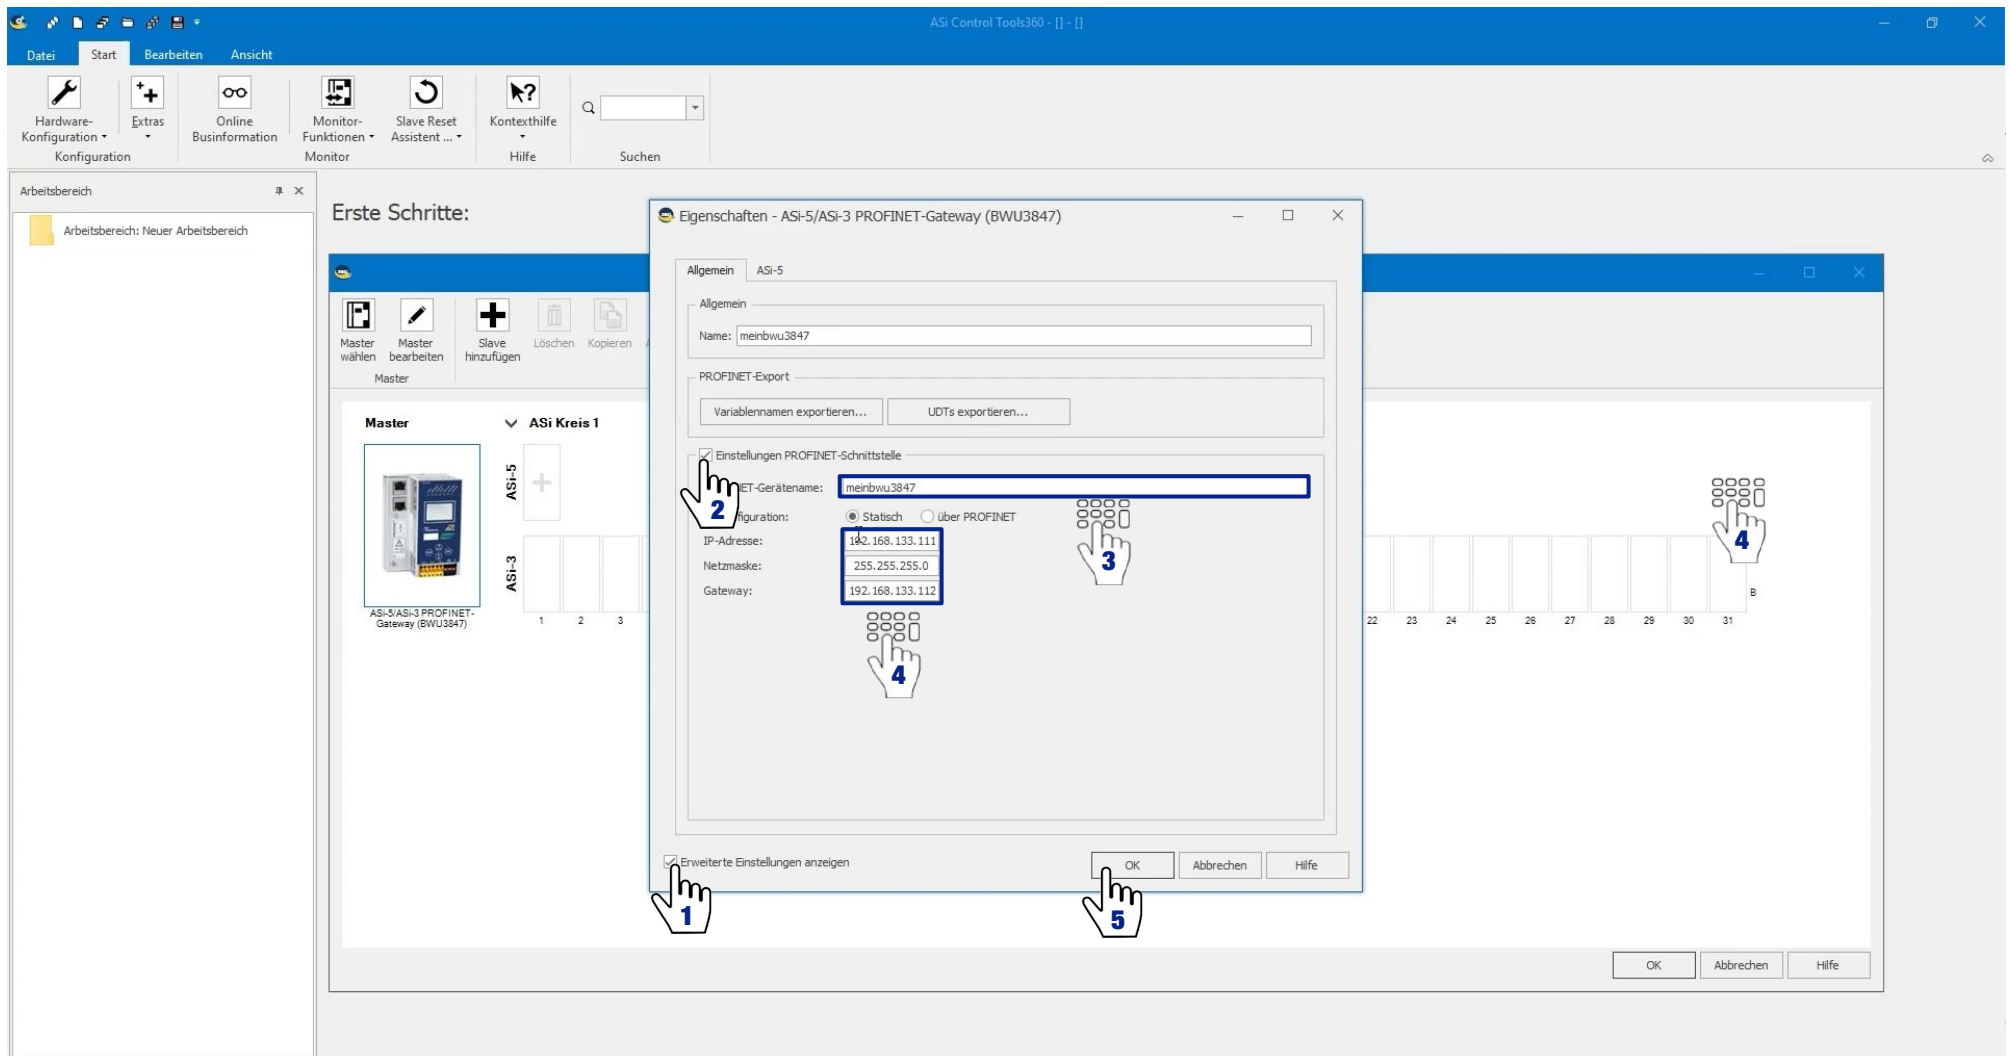 ASi Control Tools360 - [] - []
Datei Start Bearbeiten Ansicht
Hardware-
Konfiguration
Extras
Online
Businformation
Monitor-
Funktionen
Slave Reset
Assistent ...
Kontexthilfe
Konfiguration
Monitor
Hilfe
Suchen
Arbeitsbereich
Arbeitsbereich: Neuer Arbeitsbereich
Erste Schritte:
Master
wählen
Master
bearbeiten
Slave
hinzufügen
Löschen
Kopieren
Master
Master
ASi Kreis 1
ASi-5
ASi-3
ASi-5/ASi-3 PROFINET-
Gateway (BWU3847)
1 2 3
22 23 24 25 26 27 28 29 30 31
B
4
Eigenschaften - ASi-5/ASi-3 PROFINET-Gateway (BWU3847)
Allgemein ASi-5
Allgemein
Name: meinbwu3847
PROFINET-Export
Variablennamen exportieren... UDTs exportieren...
Einstellungen PROFINET-Schnittstelle
ET-Gerätename: meinbwu3847
2
figuration: Statisch über PROFINET
3
IP-Adresse: 192.168.133.111
Netzmaske: 255.255.255.0
Gateway: 192.168.133.112
4
Erweiterte Einstellungen anzeigen
1
OK Abbrechen Hilfe
5
OK Abbrechen Hilfe